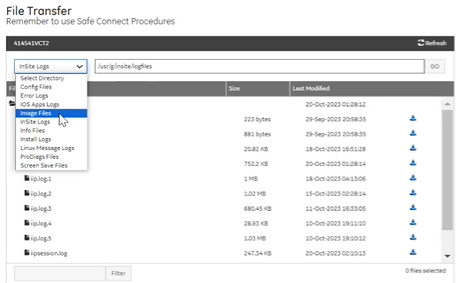 File Transfer
Remember to use Safe Connect Procedures
414541VCT2
Refresh
InSite Logs
/usr/g/insite/logfiles
GO
Select Directory
Config Files
Error Logs
IOS Apps Logs
Image Files
InSite Logs
Info Files
Install Logs
Linux Message Logs
ProDiags Files
Screen Save Files
Size Last Modified
20-Oct-2023 01:28:12
223 bytes 29-Sep-2023 20:58:35
881 bytes 29-Sep-2023 20:58:35
20.82 KB 18-Oct-2023 16:51:28
752.2 KB 20-Oct-2023 01:28:14
iip.log.1 1 MB 18-Oct-2023 04:13:06
iip.log.2 1.02 MB 15-Oct-2023 02:28:14
iip.log.3 680.45 KB 11-Oct-2023 16:33:05
iip.log.4 28.93 KB 10-Oct-2023 19:11:10
iip.log.5 1.03 MB 10-Oct-2023 19:10:12
iipsession.log 247.34 KB 20-Oct-2023 02:10:13
Filter
0 files selected